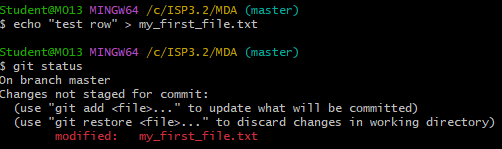 Student@MO13 MINGW64 /c/ISP3.2/MDA (master)
$ echo "test row" > my_first_file.txt
Student@MO13 MINGW64 /c/ISP3.2/MDA (master)
$ git status
On branch master
Changes not staged for commit:
  (use "git add <file>..." to update what will be committed)
  (use "git restore <file>..." to discard changes in working directory)
        modified:   my_first_file.txt